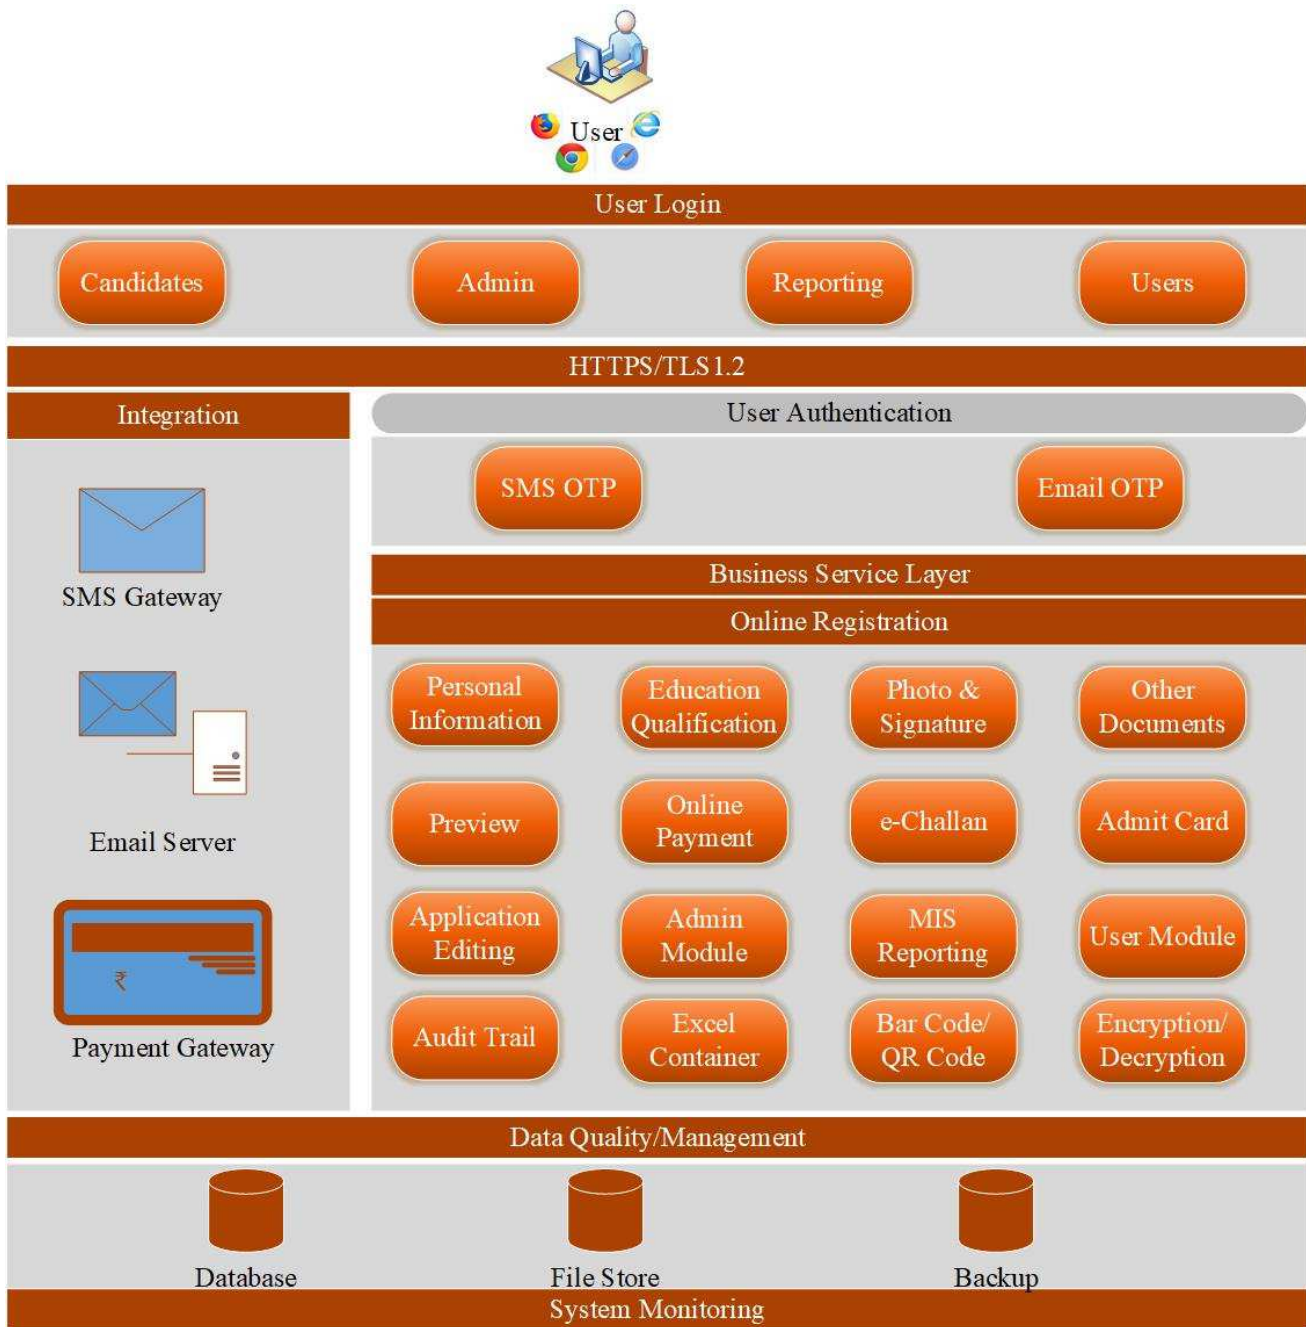 User
User Login
Candidates
Admin
Reporting
Users
HTTPS/TLS1.2
Integration
SMS Gateway
Email Server
₹
Payment Gateway
User Authentication
SMS OTP
Email OTP
Business Service Layer
Online Registration
Personal
Information
Education
Qualification
Photo &
Signature
Other
Documents
Preview
Online
Payment
e-Challan
Admit Card
Application
Editing
Admin
Module
MIS
Reporting
User Module
Audit Trail
Excel
Container
Bar Code/
QR Code
Encryption/
Decryption
Data Quality/Management
Database
File Store
Backup
System Monitoring